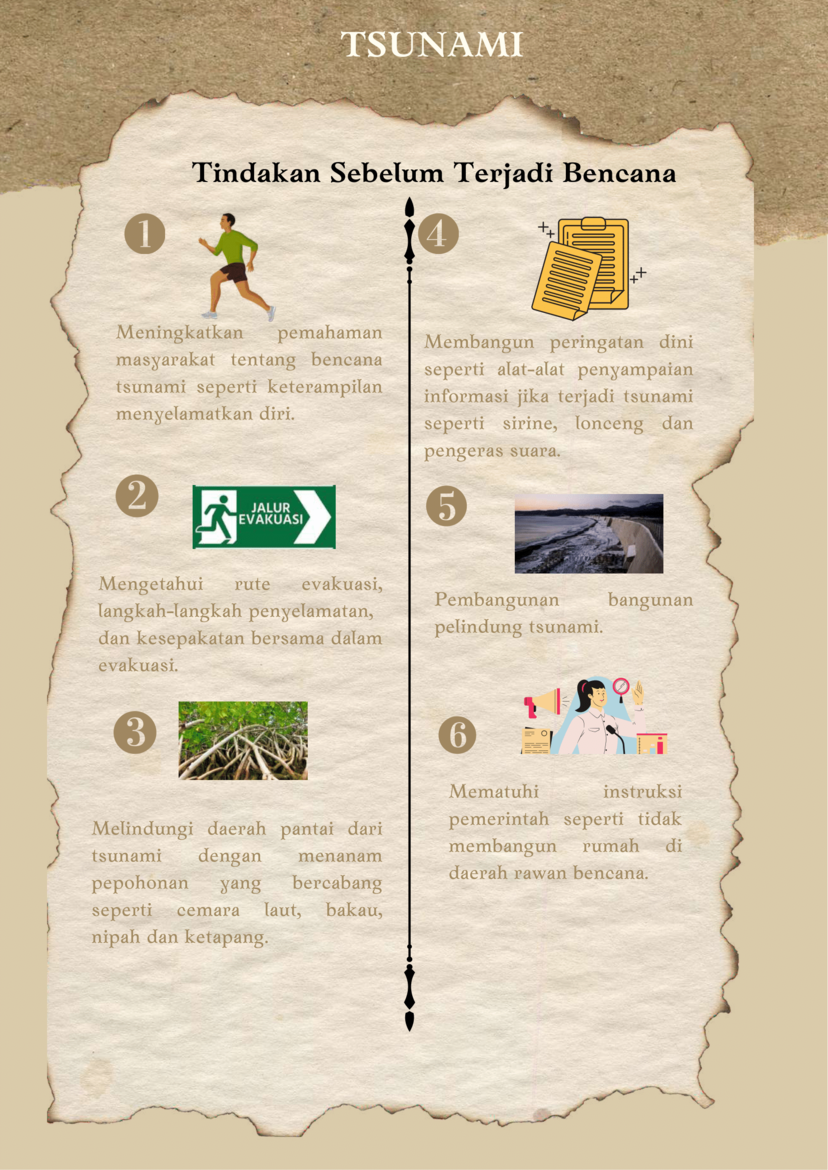 TSUNAMI
Tindakan Sebelum Terjadi Bencana
1
Meningkatkan pemahaman
masyarakat tentang bencana
tsunami seperti keterampilan
menyelamatkan diri.
2
JALUR
EVAKUASI
Mengetahui rute evakuasi,
langkah-langkah penyelamatan,
dan kesepakatan bersama dalam
evakuasi.
3
Melindungi daerah pantai dari
tsunami dengan menanam
pepohonan yang bercabang
seperti cemara laut, bakau,
nipah dan ketapang.
4
Membangun peringatan dini
seperti alat-alat penyampaian
informasi jika terjadi tsunami
seperti sirine, lonceng dan
pengeras suara.
5
Pembangunan bangunan
pelindung tsunami.
6
Mematuhi instruksi
pemerintah seperti tidak
membangun rumah di
daerah rawan bencana.